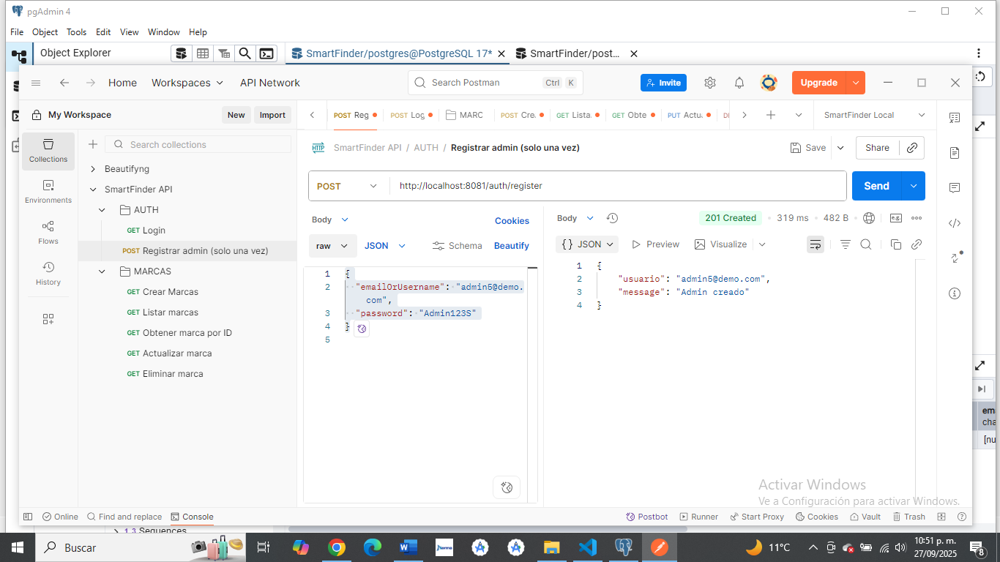 pgAdmin 4
File Object Tools Edit View Window Help
Object Explorer
SmartFinder/postgres@PostgreSQL 17*
SmartFinder/post...
Home Workspaces API Network
Search Postman Ctrl K
Invite
Upgrade
My Workspace
New Import
POST Reg
POST Log
MARC
POST Cre
GET Lista
GET Obte
PUT Actu
SmartFinder Local
Collections
Environments
Flows
History
Search collections
Beautifyng
SmartFinder API
AUTH
GET Login
POST Registrar admin (solo una vez)
MARCAS
GET Crear Marcas
GET Listar marcas
GET Obtener marca por ID
GET Actualizar marca
GET Eliminar marca
HTTP SmartFinder API / AUTH / Registrar admin (solo una vez)
Save Share
POST http://localhost:8081/auth/register Send
Body Cookies
raw JSON Schema Beautify
1 {
2 "emailOrUsername": "admin5@demo.
com",
3 "password": "Admin123S"
4 }
5
Body 201 Created 319 ms 482 B e.g.
{} JSON Preview Visualize
1 {
2 "usuario": "admin5@demo.com",
3 "message": "Admin creado"
4 }
ema
cha
[nu
Activar Windows
Ve a Configuración para activar Windows.
Online Find and replace Console Postbot Runner Start Proxy Cookies Vault Trash
1..3 Sequences
Buscar
Norma
11°C
10:51 p. m.
27/09/2025
8